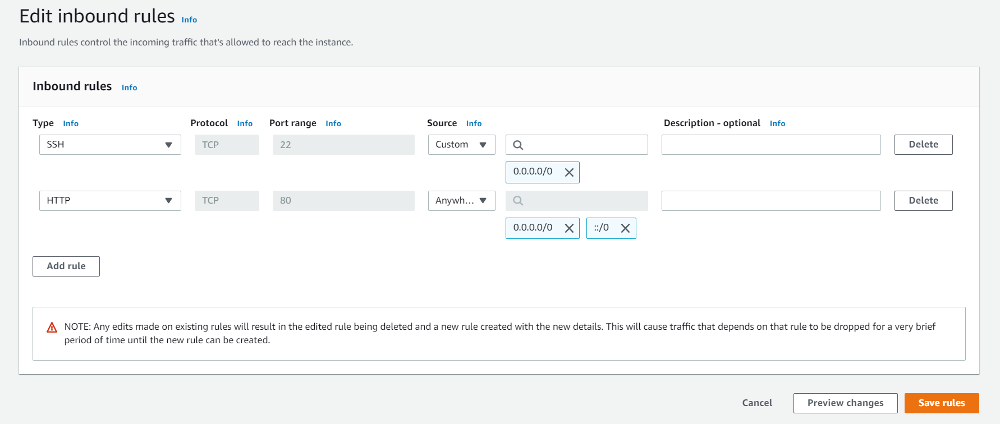 Edit inbound rules Info
Inbound rules control the incoming traffic that's allowed to reach the instance.
Inbound rules Info
Type Info Protocol Info Port range Info Source Info Description - optional Info
SSH TCP 22 Custom Delete
0.0.0.0/0
HTTP TCP 80 Anywh... Delete
0.0.0.0/0 ::/0
Add rule
NOTE: Any edits made on existing rules will result in the edited rule being deleted and a new rule created with the new details. This will cause traffic that depends on that rule to be dropped for a very brief
period of time until the new rule can be created.
Cancel Preview changes Save rules